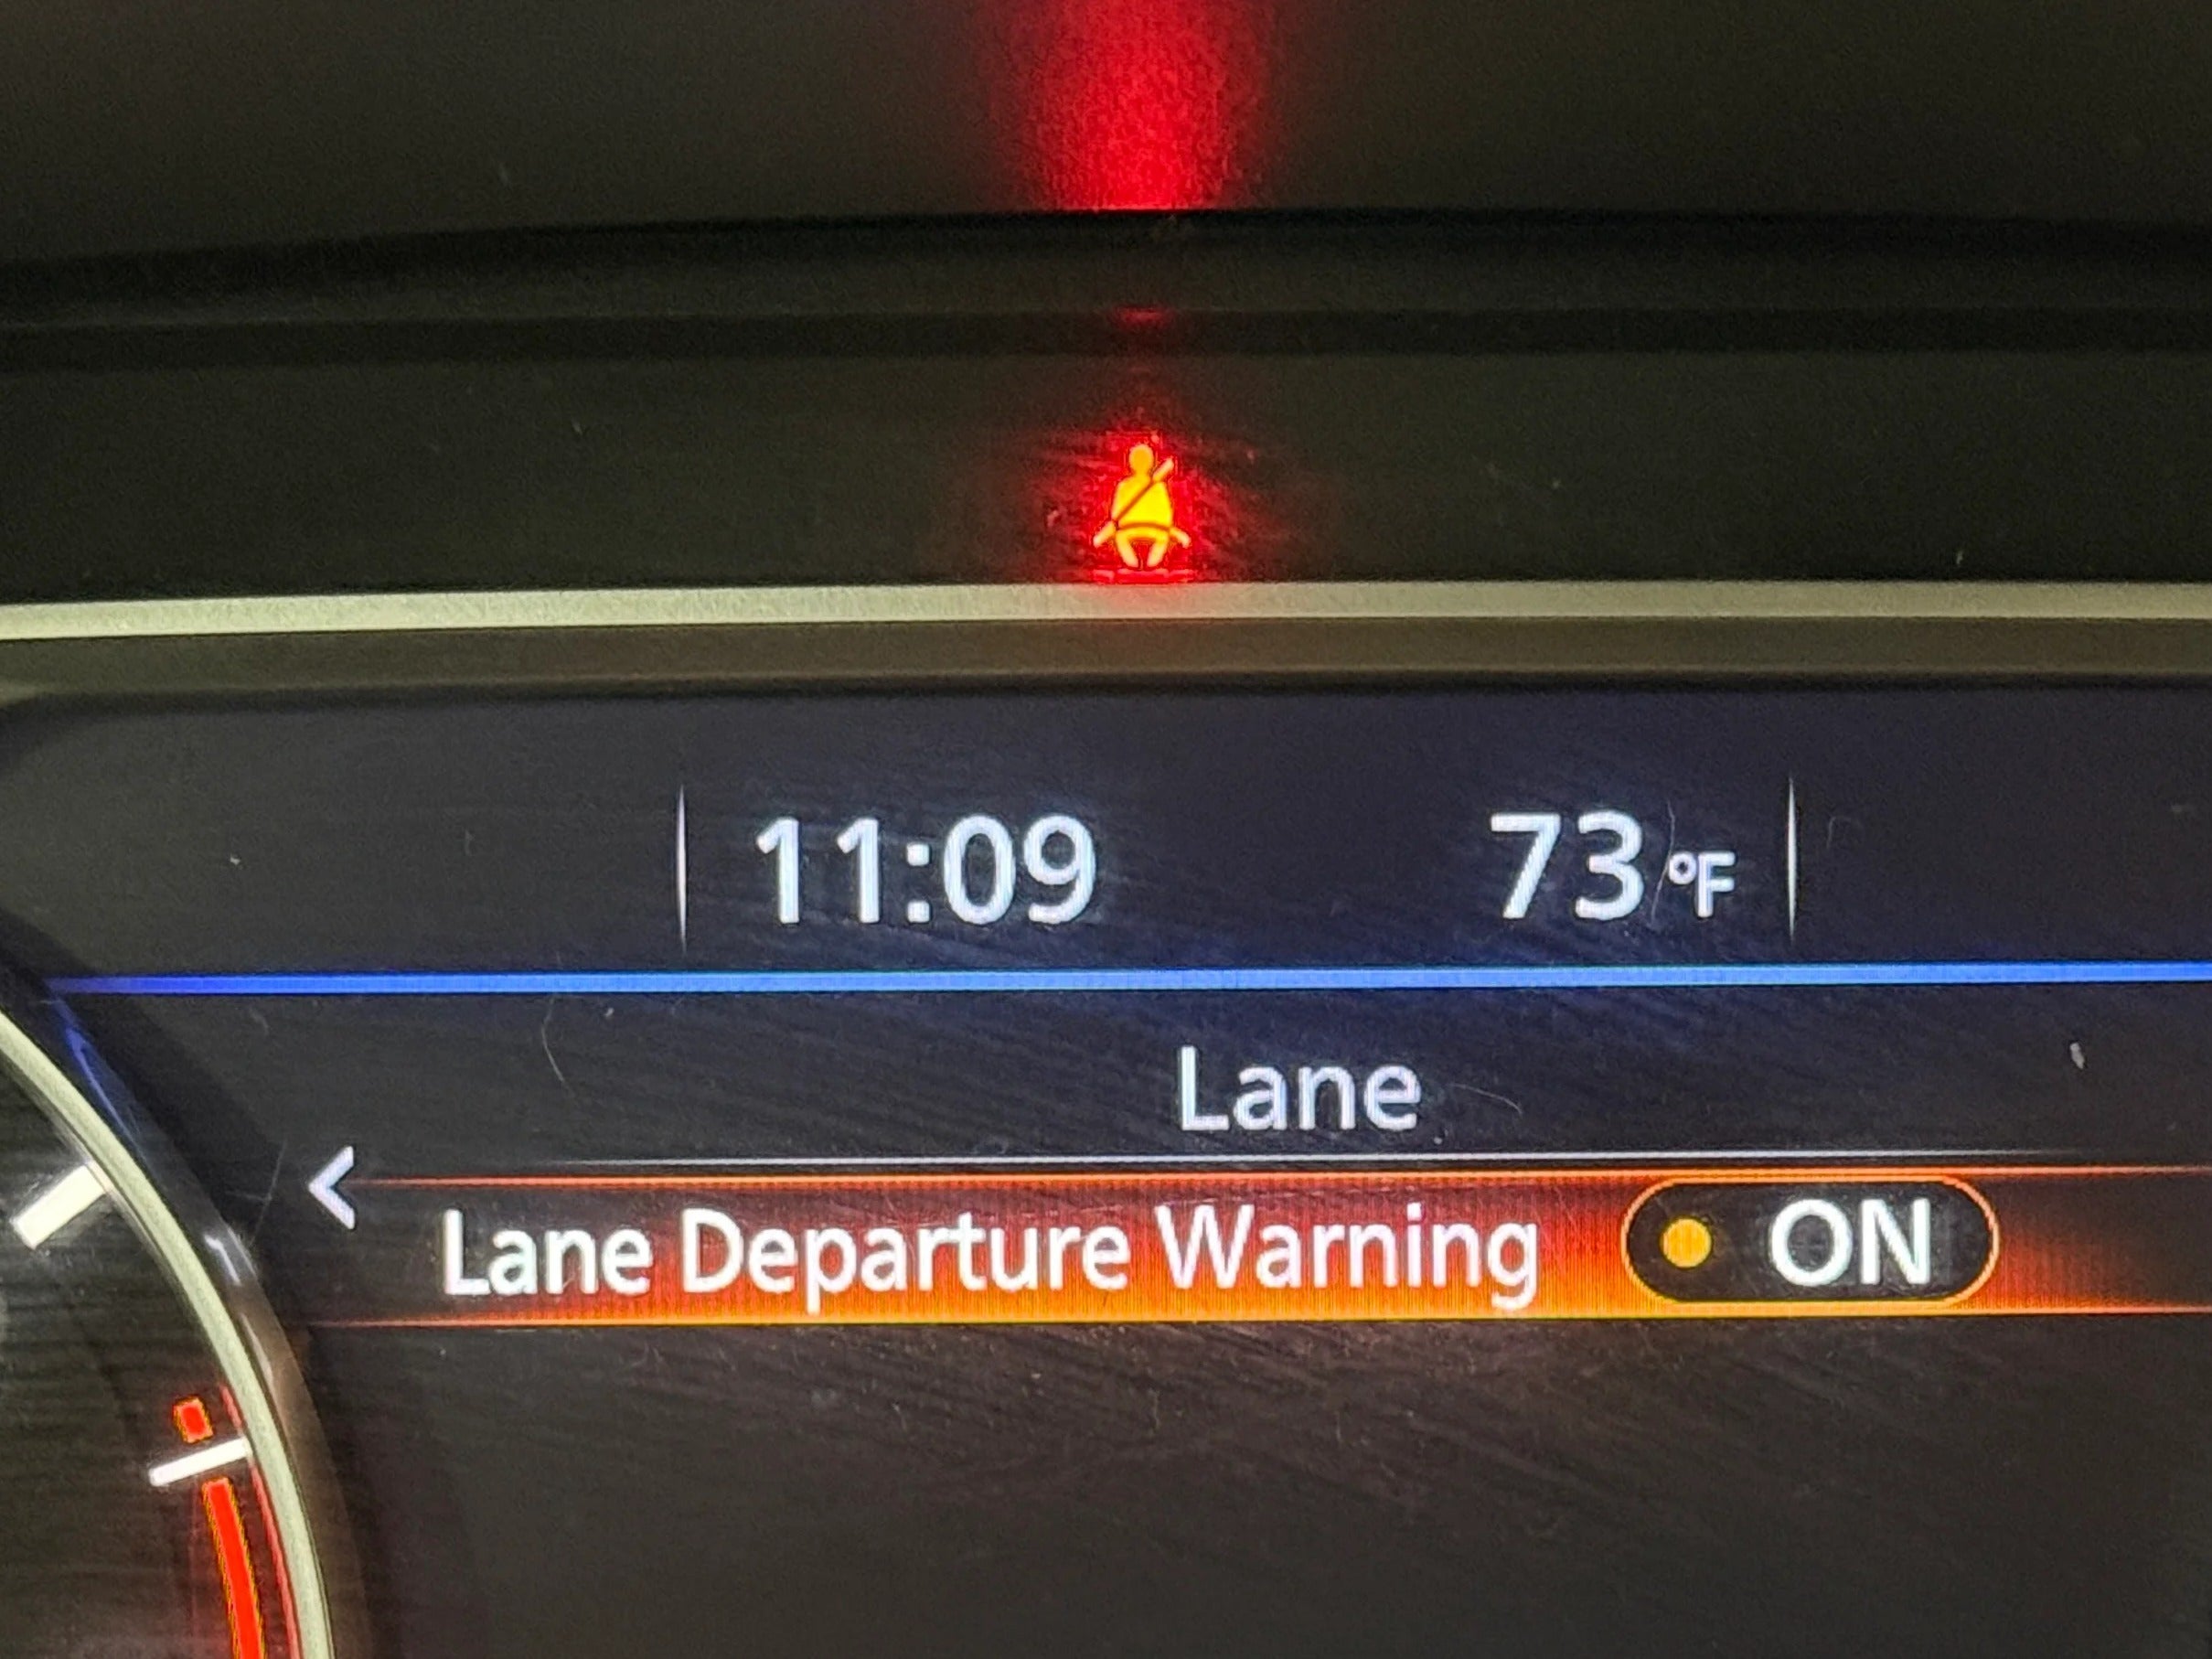 11:09 73 °F
Lane
Lane Departure Warning ON